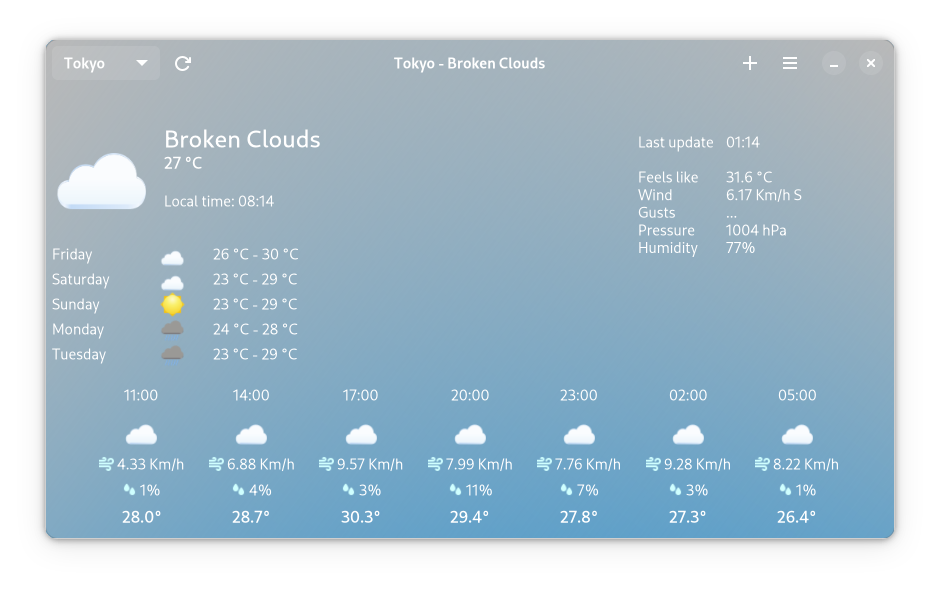 Tokyo
Tokyo - Broken Clouds
Broken Clouds
27 °C
Local time: 08:14
Last update 01:14
Feels like 31.6 °C
Wind 6.17 Km/h S
Gusts ...
Pressure 1004 hPa
Humidity 77%
Friday 26 °C - 30 °C
Saturday 23 °C - 29 °C
Sunday 23 °C - 29 °C
Monday 24 °C - 28 °C
Tuesday 23 °C - 29 °C
11:00 14:00 17:00 20:00 23:00 02:00 05:00
4.33 Km/h 6.88 Km/h 9.57 Km/h 7.99 Km/h 7.76 Km/h 9.28 Km/h 8.22 Km/h
1% 4% 3% 11% 7% 3% 1%
28.0° 28.7° 30.3° 29.4° 27.8° 27.3° 26.4°